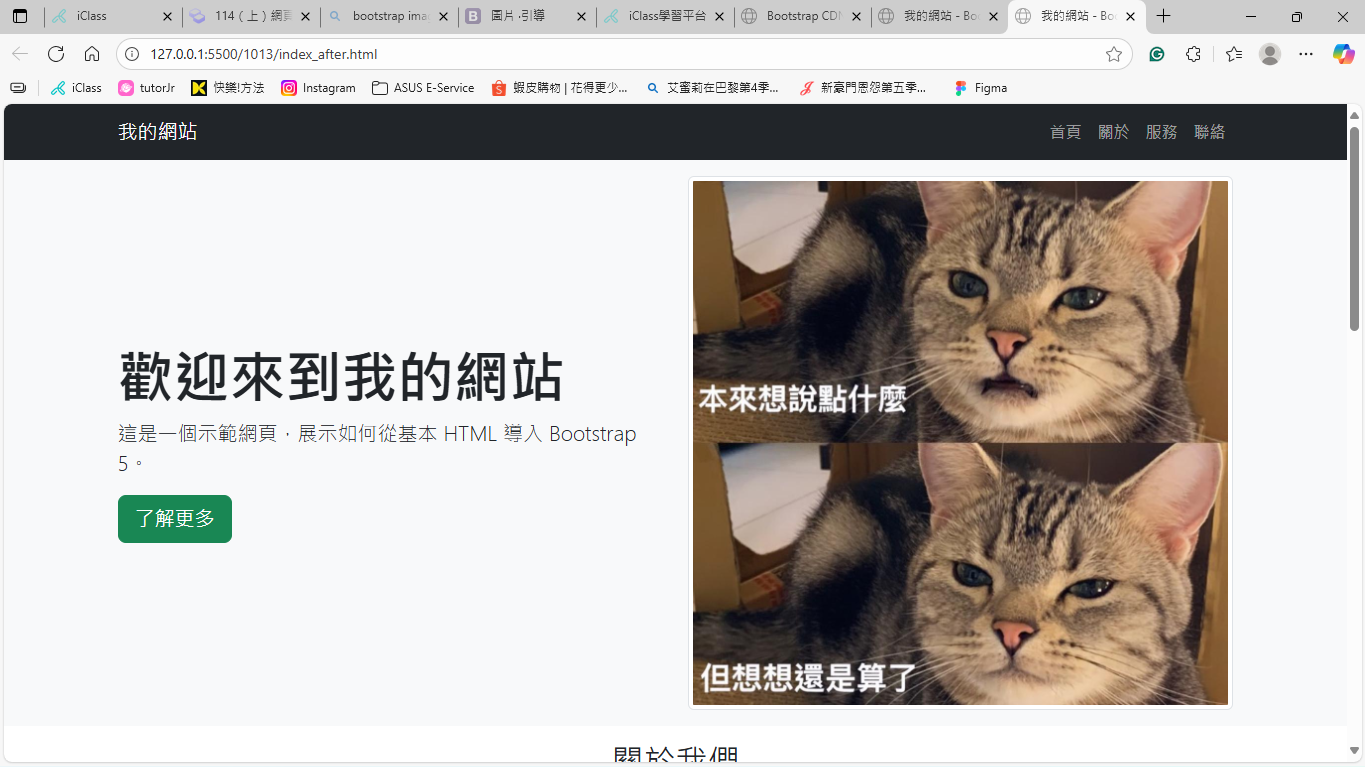 iClass
114（上）網頁
bootstrap imag
圖片·引導
iClass學習平台
Bootstrap CDN
我的網站 - Boo
我的網站 - Boo
127.0.0.1:5500/1013/index_after.html
iClass
tutorJr
快樂!方法
Instagram
ASUS E-Service
蝦皮購物 | 花得更少...
艾蜜莉在巴黎第4季...
新豪門恩怨第五季...
Figma
我的網站
首頁 關於 服務 聯絡
歡迎來到我的網站
這是一個示範網頁，展示如何從基本 HTML 導入 Bootstrap
5。
了解更多
本來想說點什麼
但想想還是算了
關於我們